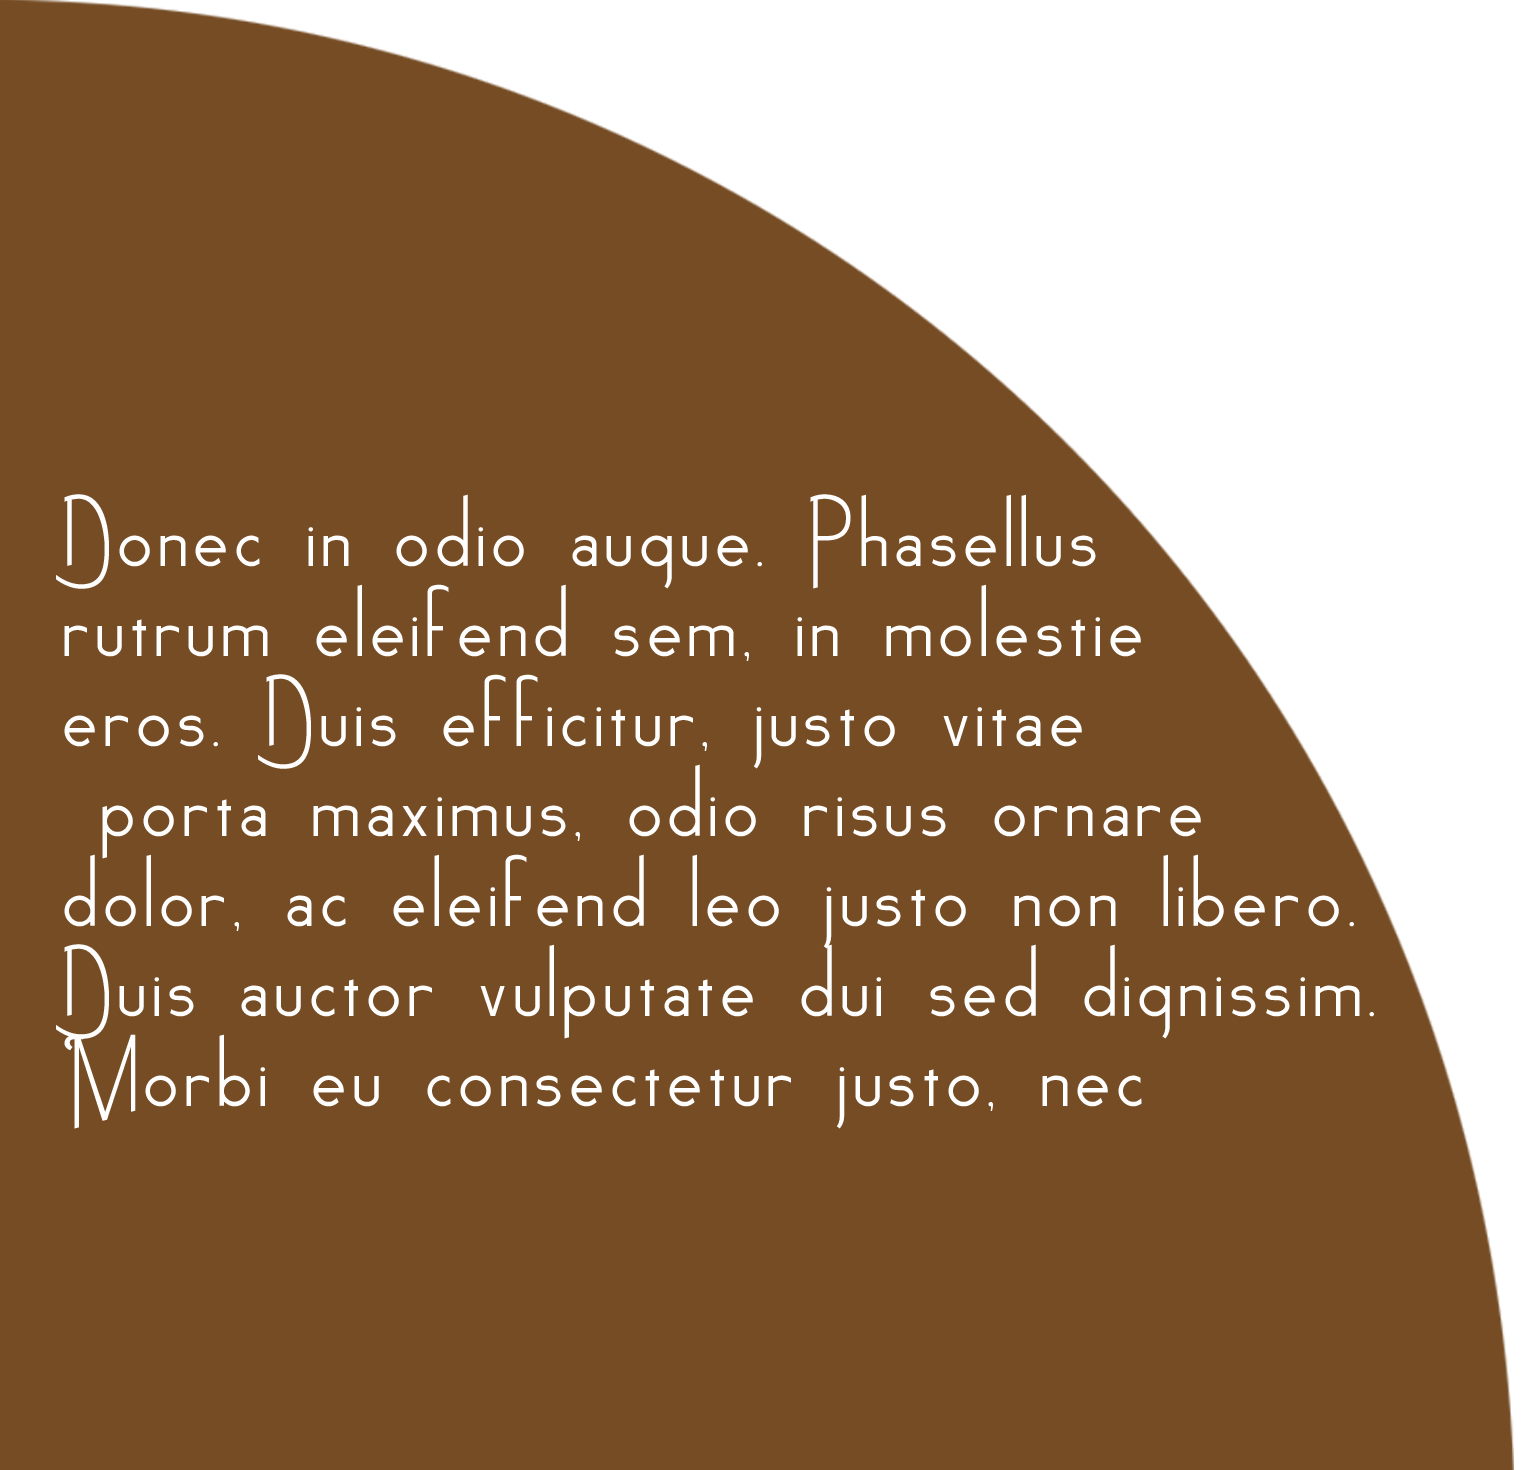 Donec in odio auque. Phasellus
rutrum eleifend sem, in molestie
eros. Duis efficitur, justo vitae
porta maximus, odio risus ornare
dolor, ac eleifend leo justo non libero.
Duis auctor vulputate dui sed diqnissim.
Morbi eu consectetur justo, nec